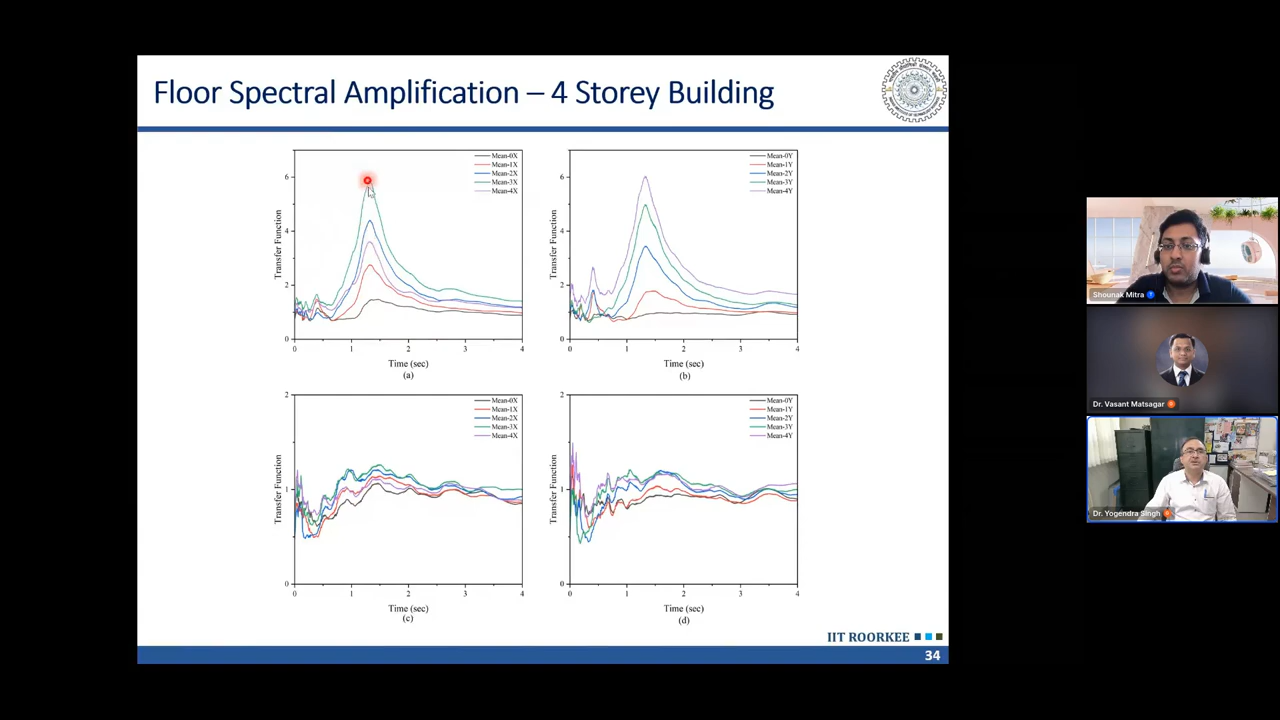 Floor Spectral Amplification – 4 Storey Building
Mean-0X
Mean-1X
Mean-2X
Mean-3X
Mean-4X
6
4
2
0
Transfer Function
0
1
2
3
4
Time (sec)
(a)
Mean-0Y
Mean-1Y
Mean-2Y
Mean-3Y
Mean-4Y
6
4
2
0
Transfer Function
0
1
2
3
4
Time (sec)
(b)
Mean-0X
Mean-1X
Mean-2X
Mean-3X
Mean-4X
2
1
0
Transfer Function
0
1
2
3
4
Time (sec)
(c)
Mean-0Y
Mean-1Y
Mean-2Y
Mean-3Y
Mean-4Y
2
1
0
Transfer Function
0
1
2
3
4
Time (sec)
(d)
IIT ROORKEE
34
Shounak Mitra
Dr. Vasant Matsagar
Dr. Yogendra Singh